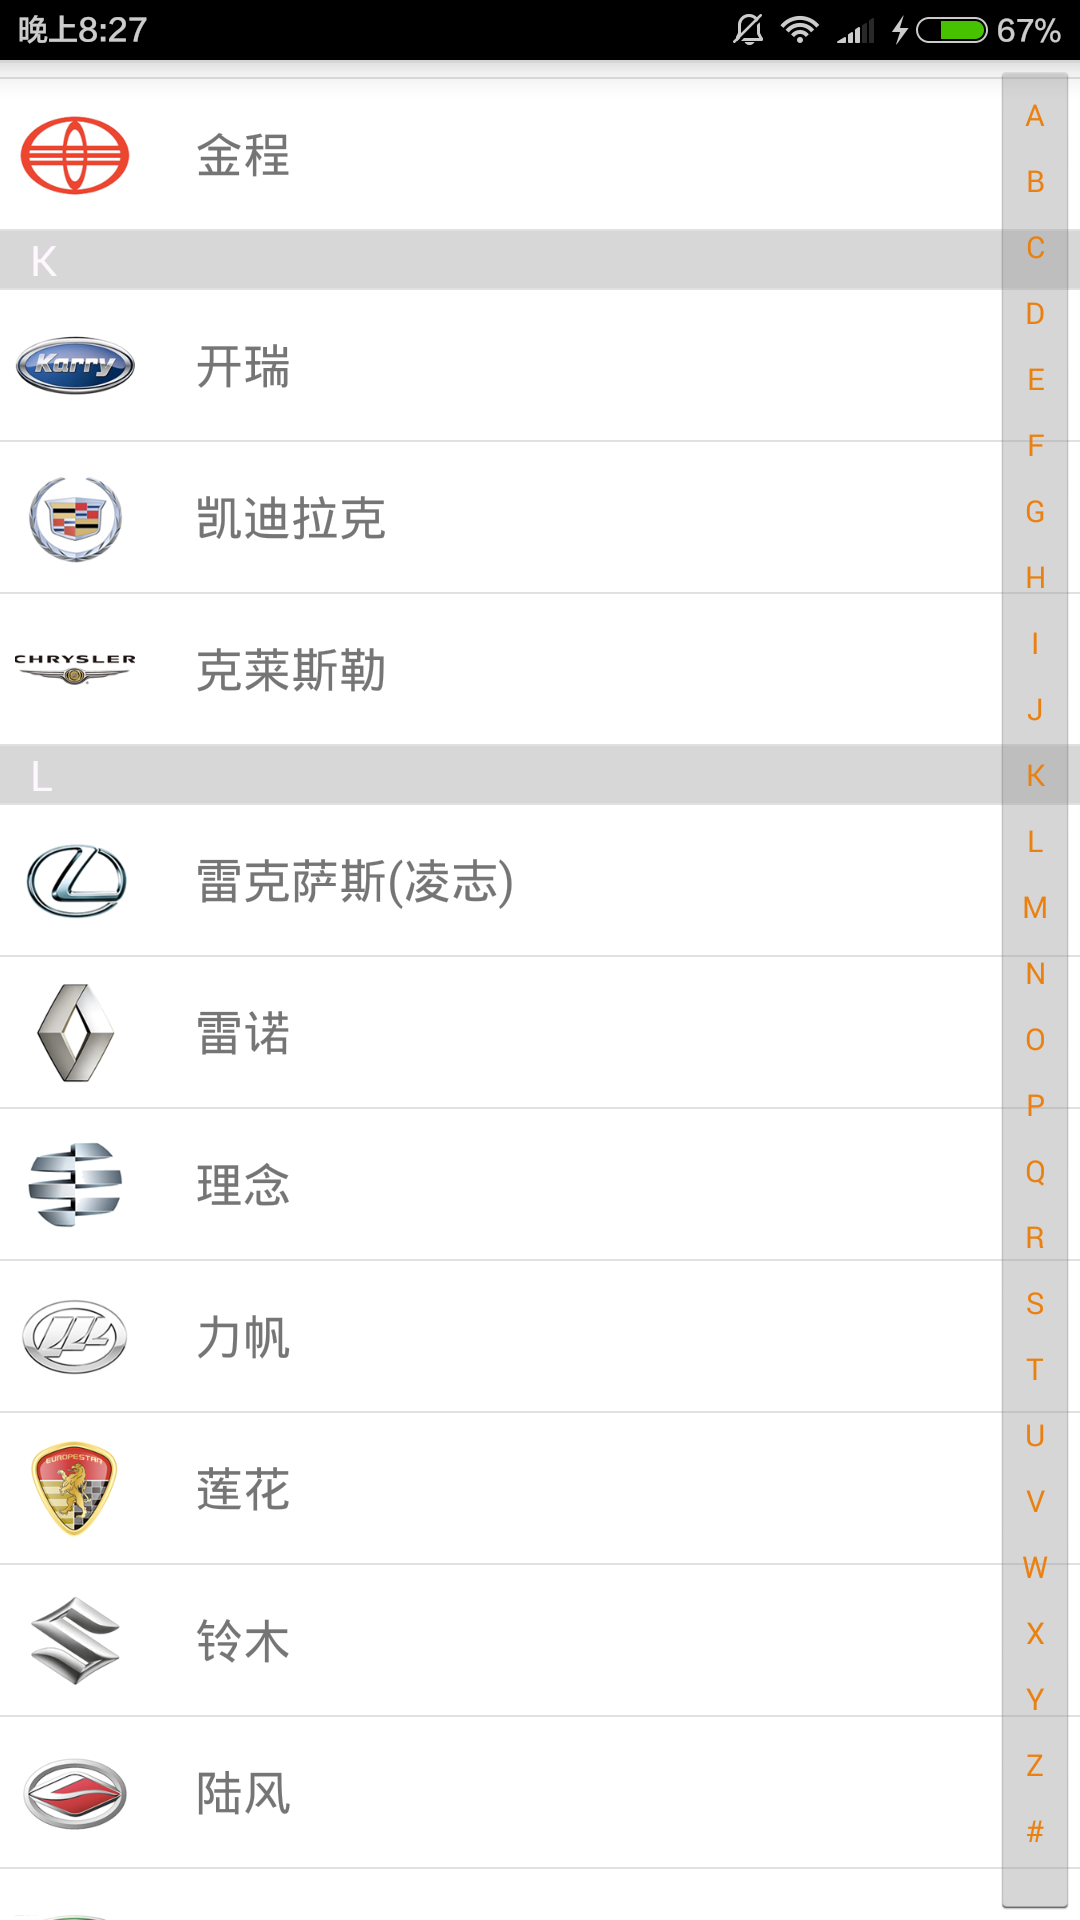 晚上8:27 67%
金程
K
Karry 开瑞
凯迪拉克
CHRYSLER 克莱斯勒
L
雷克萨斯(凌志)
雷诺
理念
力帆
EUROPESTAR 莲花
铃木
陆风
A
B
C
D
E
F
G
H
I
J
K
L
M
N
O
P
Q
R
S
T
U
V
W
X
Y
Z
#